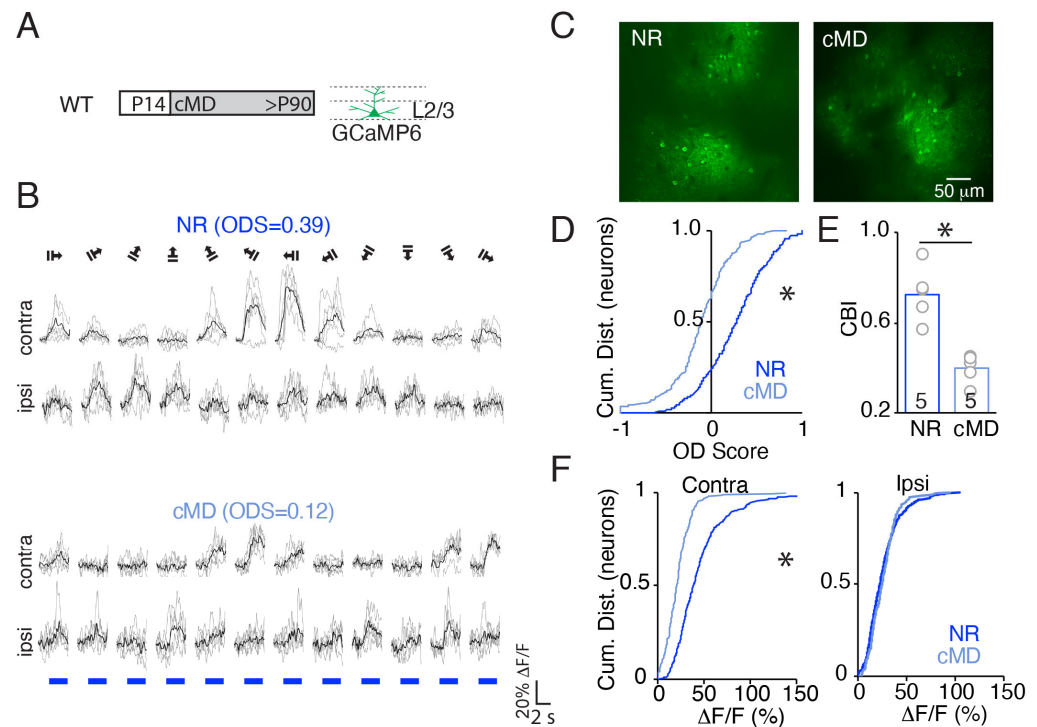 A
WT
P14
cMD
>P90
L2/3
GCaMP6
B
NR (ODS=0.39)
contra
ipsi
cMD (ODS=0.12)
contra
ipsi
20% ΔF/F
2 s
C
NR
cMD
50 μm
D
1.0
0.5
Cum. Dist. (neurons)
*
NR
cMD
-1
0
1
OD Score
E
1.0
0.6
0.2
CBI
*
5
5
NR
cMD
F
Contra
1
0.5
0
Cum. Dist. (neurons)
*
0
50
100
150
ΔF/F (%)
Ipsi
1
0.5
0
NR
cMD
0
50
100
150
ΔF/F (%)